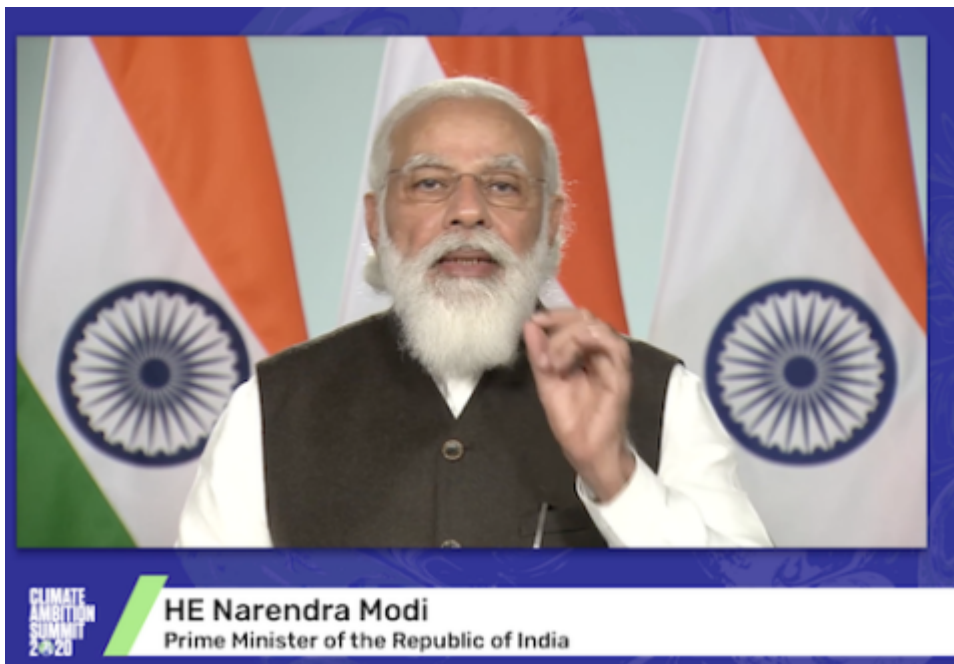 CLIMATE
AMBITION
SUMMIT
2020
HE Narendra Modi
Prime Minister of the Republic of India